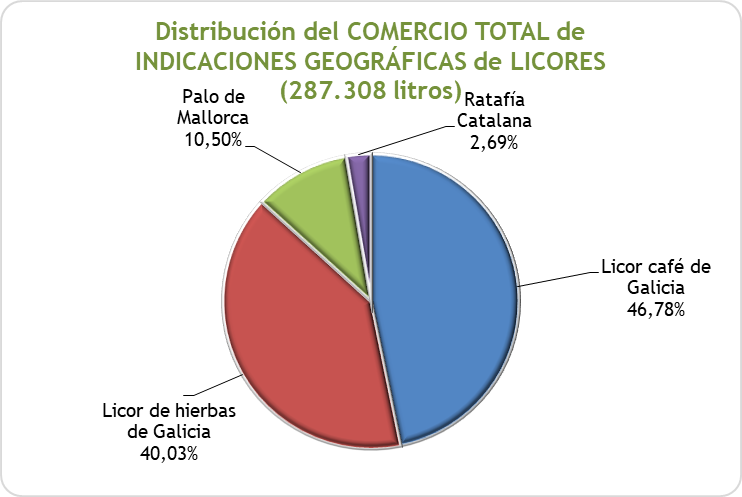 Distribución del COMERCIO TOTAL de
INDICACIONES GEOGRÁFICAS de LICORES
(287.308 litros)
Palo de
Mallorca
10,50%
Ratafía
Catalana
2,69%
Licor café de
Galicia
46,78%
Licor de hierbas
de Galicia
40,03%